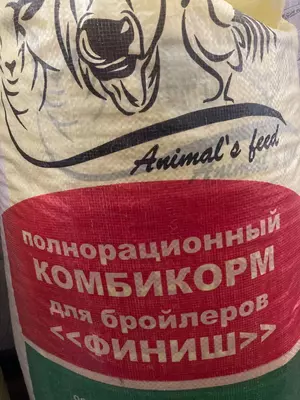 Animal's feed
полнорационный
КОМБИКОРМ
для бройлеров
<<ФИНИШ>>